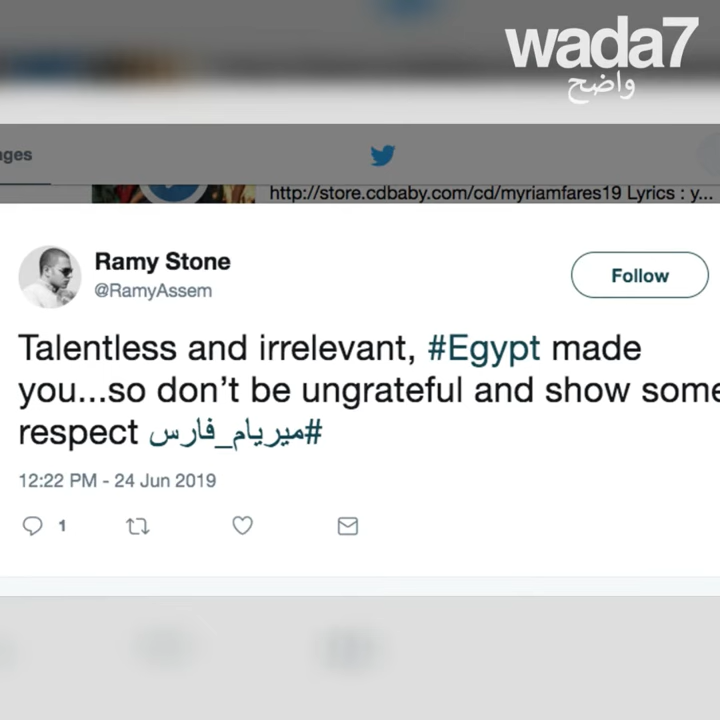 wada7
واضح
http://store.cdbaby.com/cd/myriamfares19 Lyrics : y...
Ramy Stone
@RamyAssem
Follow
Talentless and irrelevant, #Egypt made
you...so don't be ungrateful and show some
respect #ميريام_فارس
12:22 PM - 24 Jun 2019
1